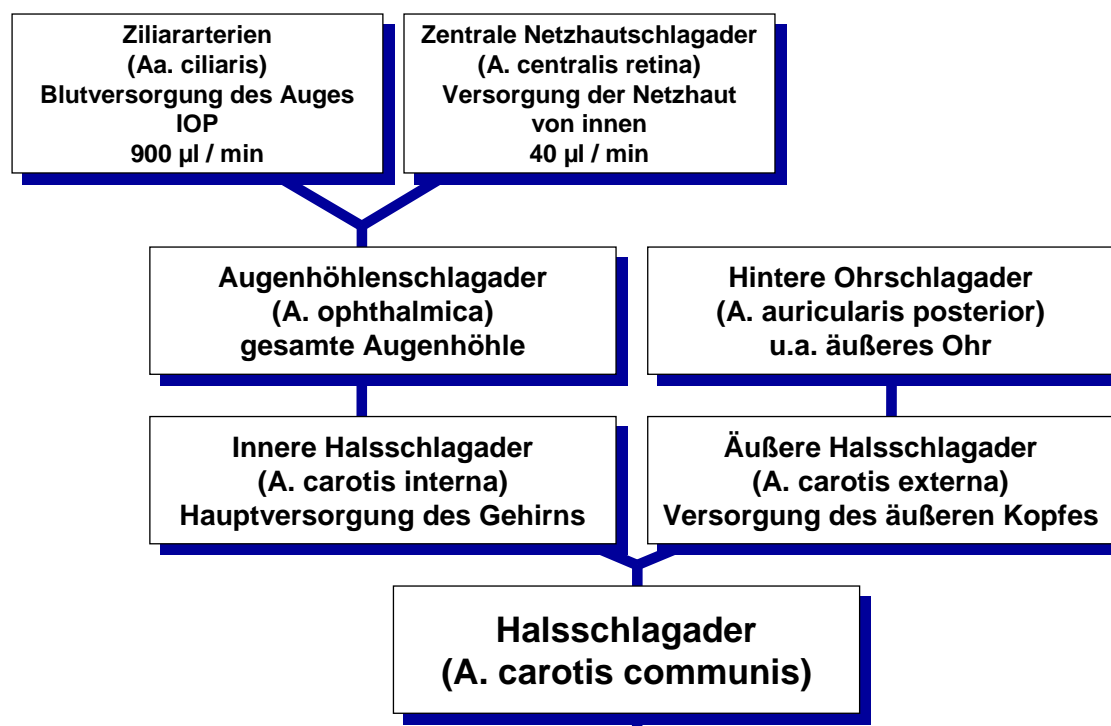 Ziliararterien
(Aa. ciliaris)
Blutversorgung des Auges
IOP
900 µl / min
Zentrale Netzhautschlagader
(A. centralis retina)
Versorgung der Netzhaut
von innen
40 µl / min
Augenhöhlenschlagader
(A. ophthalmica)
gesamte Augenhöhle
Hintere Ohrschlagader
(A. auricularis posterior)
u.a. äußeres Ohr
Innere Halsschlagader
(A. carotis interna)
Hauptversorgung des Gehirns
Äußere Halsschlagader
(A. carotis externa)
Versorgung des äußeren Kopfes
Halsschlagader
(A. carotis communis)